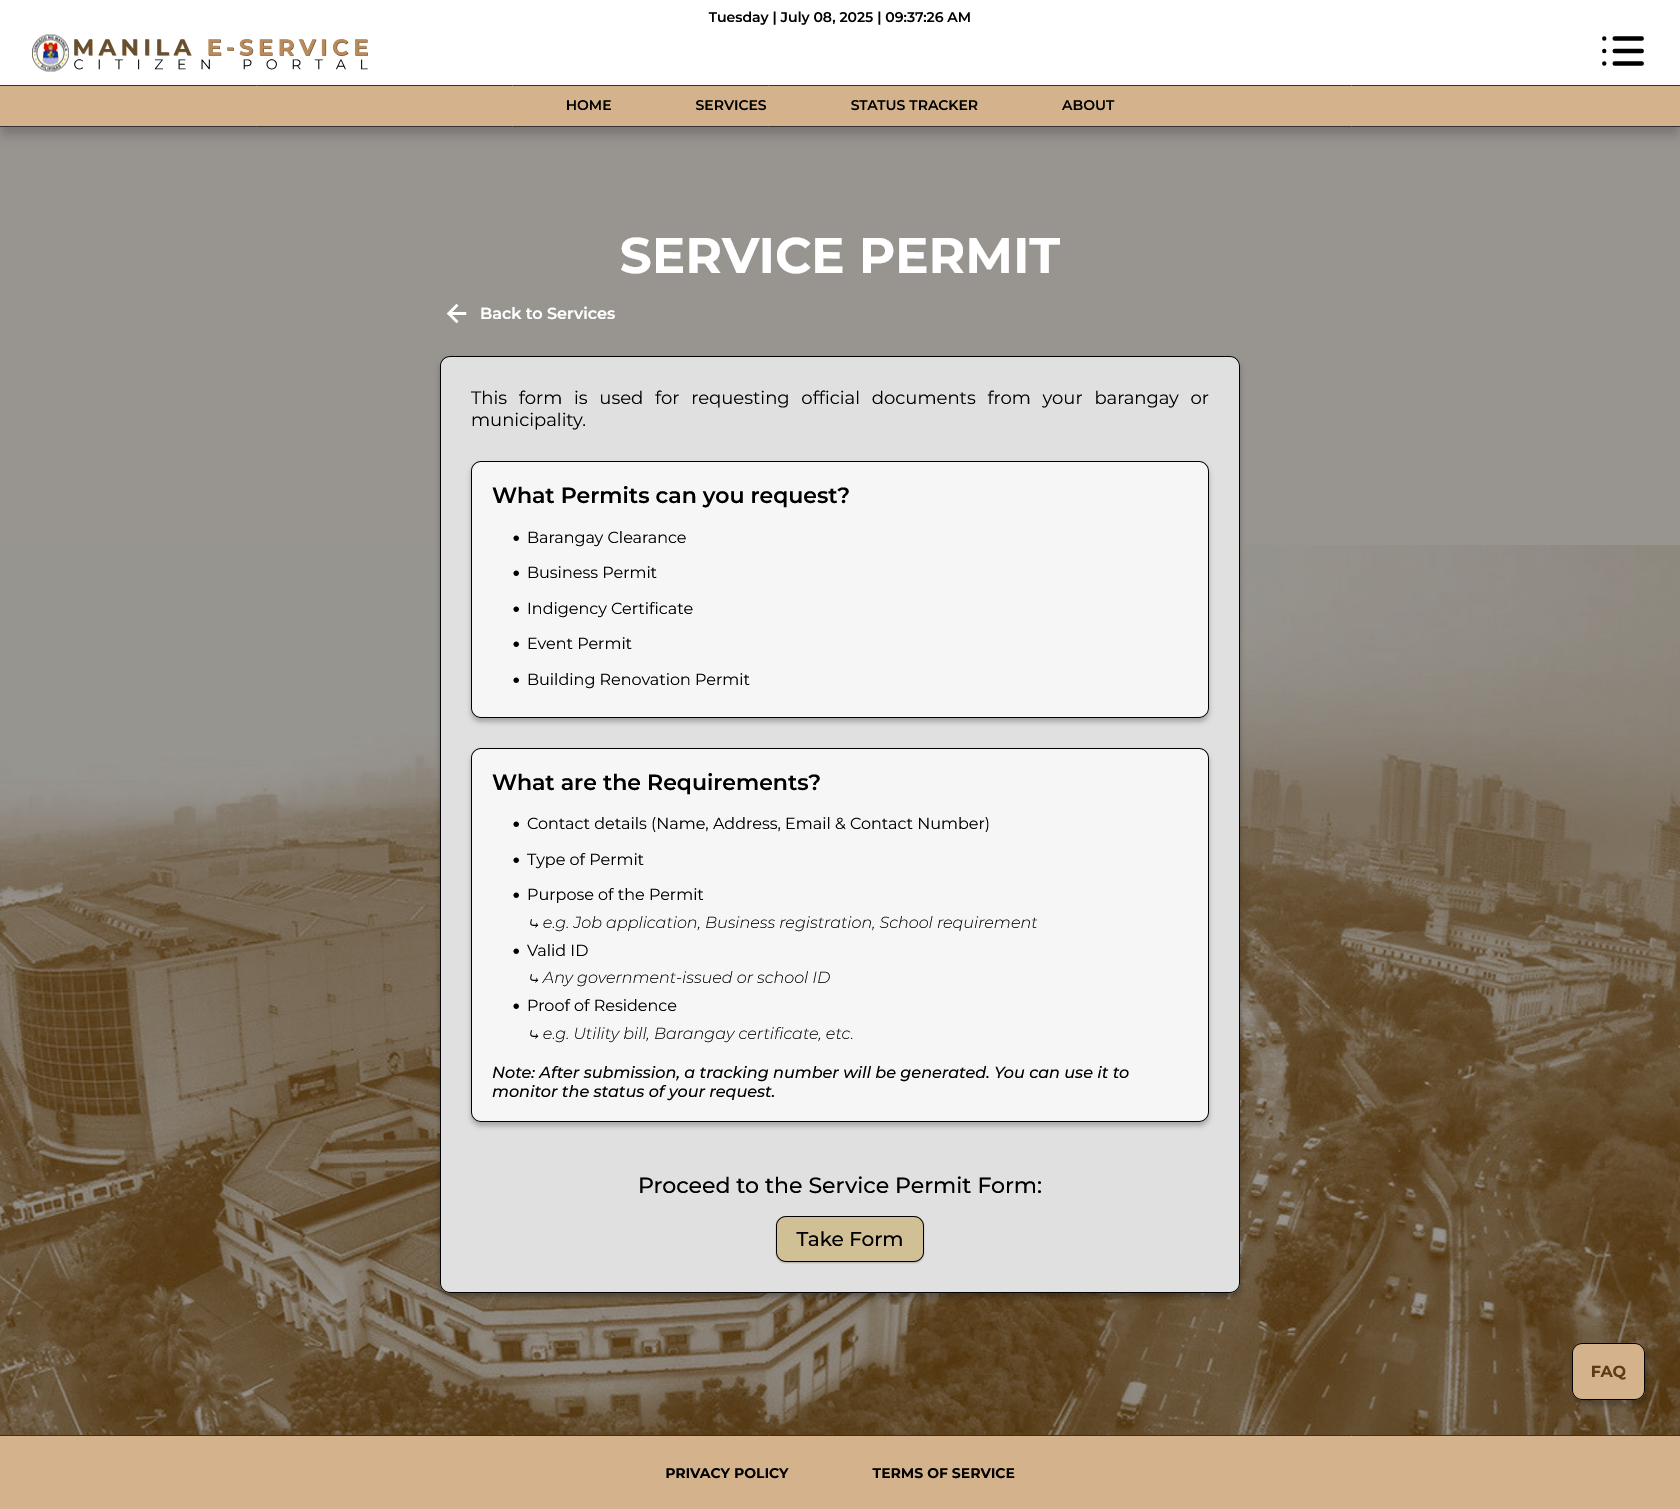 Tuesday | July 08, 2025 | 09:37:26 AM
MANILA E-SERVICE
CITIZEN PORTAL
HOME SERVICES STATUS TRACKER ABOUT
SERVICE PERMIT
Back to Services
This form is used for requesting official documents from your barangay or
municipality.
What Permits can you request?
• Barangay Clearance
• Business Permit
• Indigency Certificate
• Event Permit
• Building Renovation Permit
What are the Requirements?
• Contact details (Name, Address, Email & Contact Number)
• Type of Permit
• Purpose of the Permit
⤷ e.g. Job application, Business registration, School requirement
• Valid ID
⤷ Any government-issued or school ID
• Proof of Residence
⤷ e.g. Utility bill, Barangay certificate, etc.
Note: After submission, a tracking number will be generated. You can use it to
monitor the status of your request.
Proceed to the Service Permit Form:
Take Form
FAQ
PRIVACY POLICY TERMS OF SERVICE